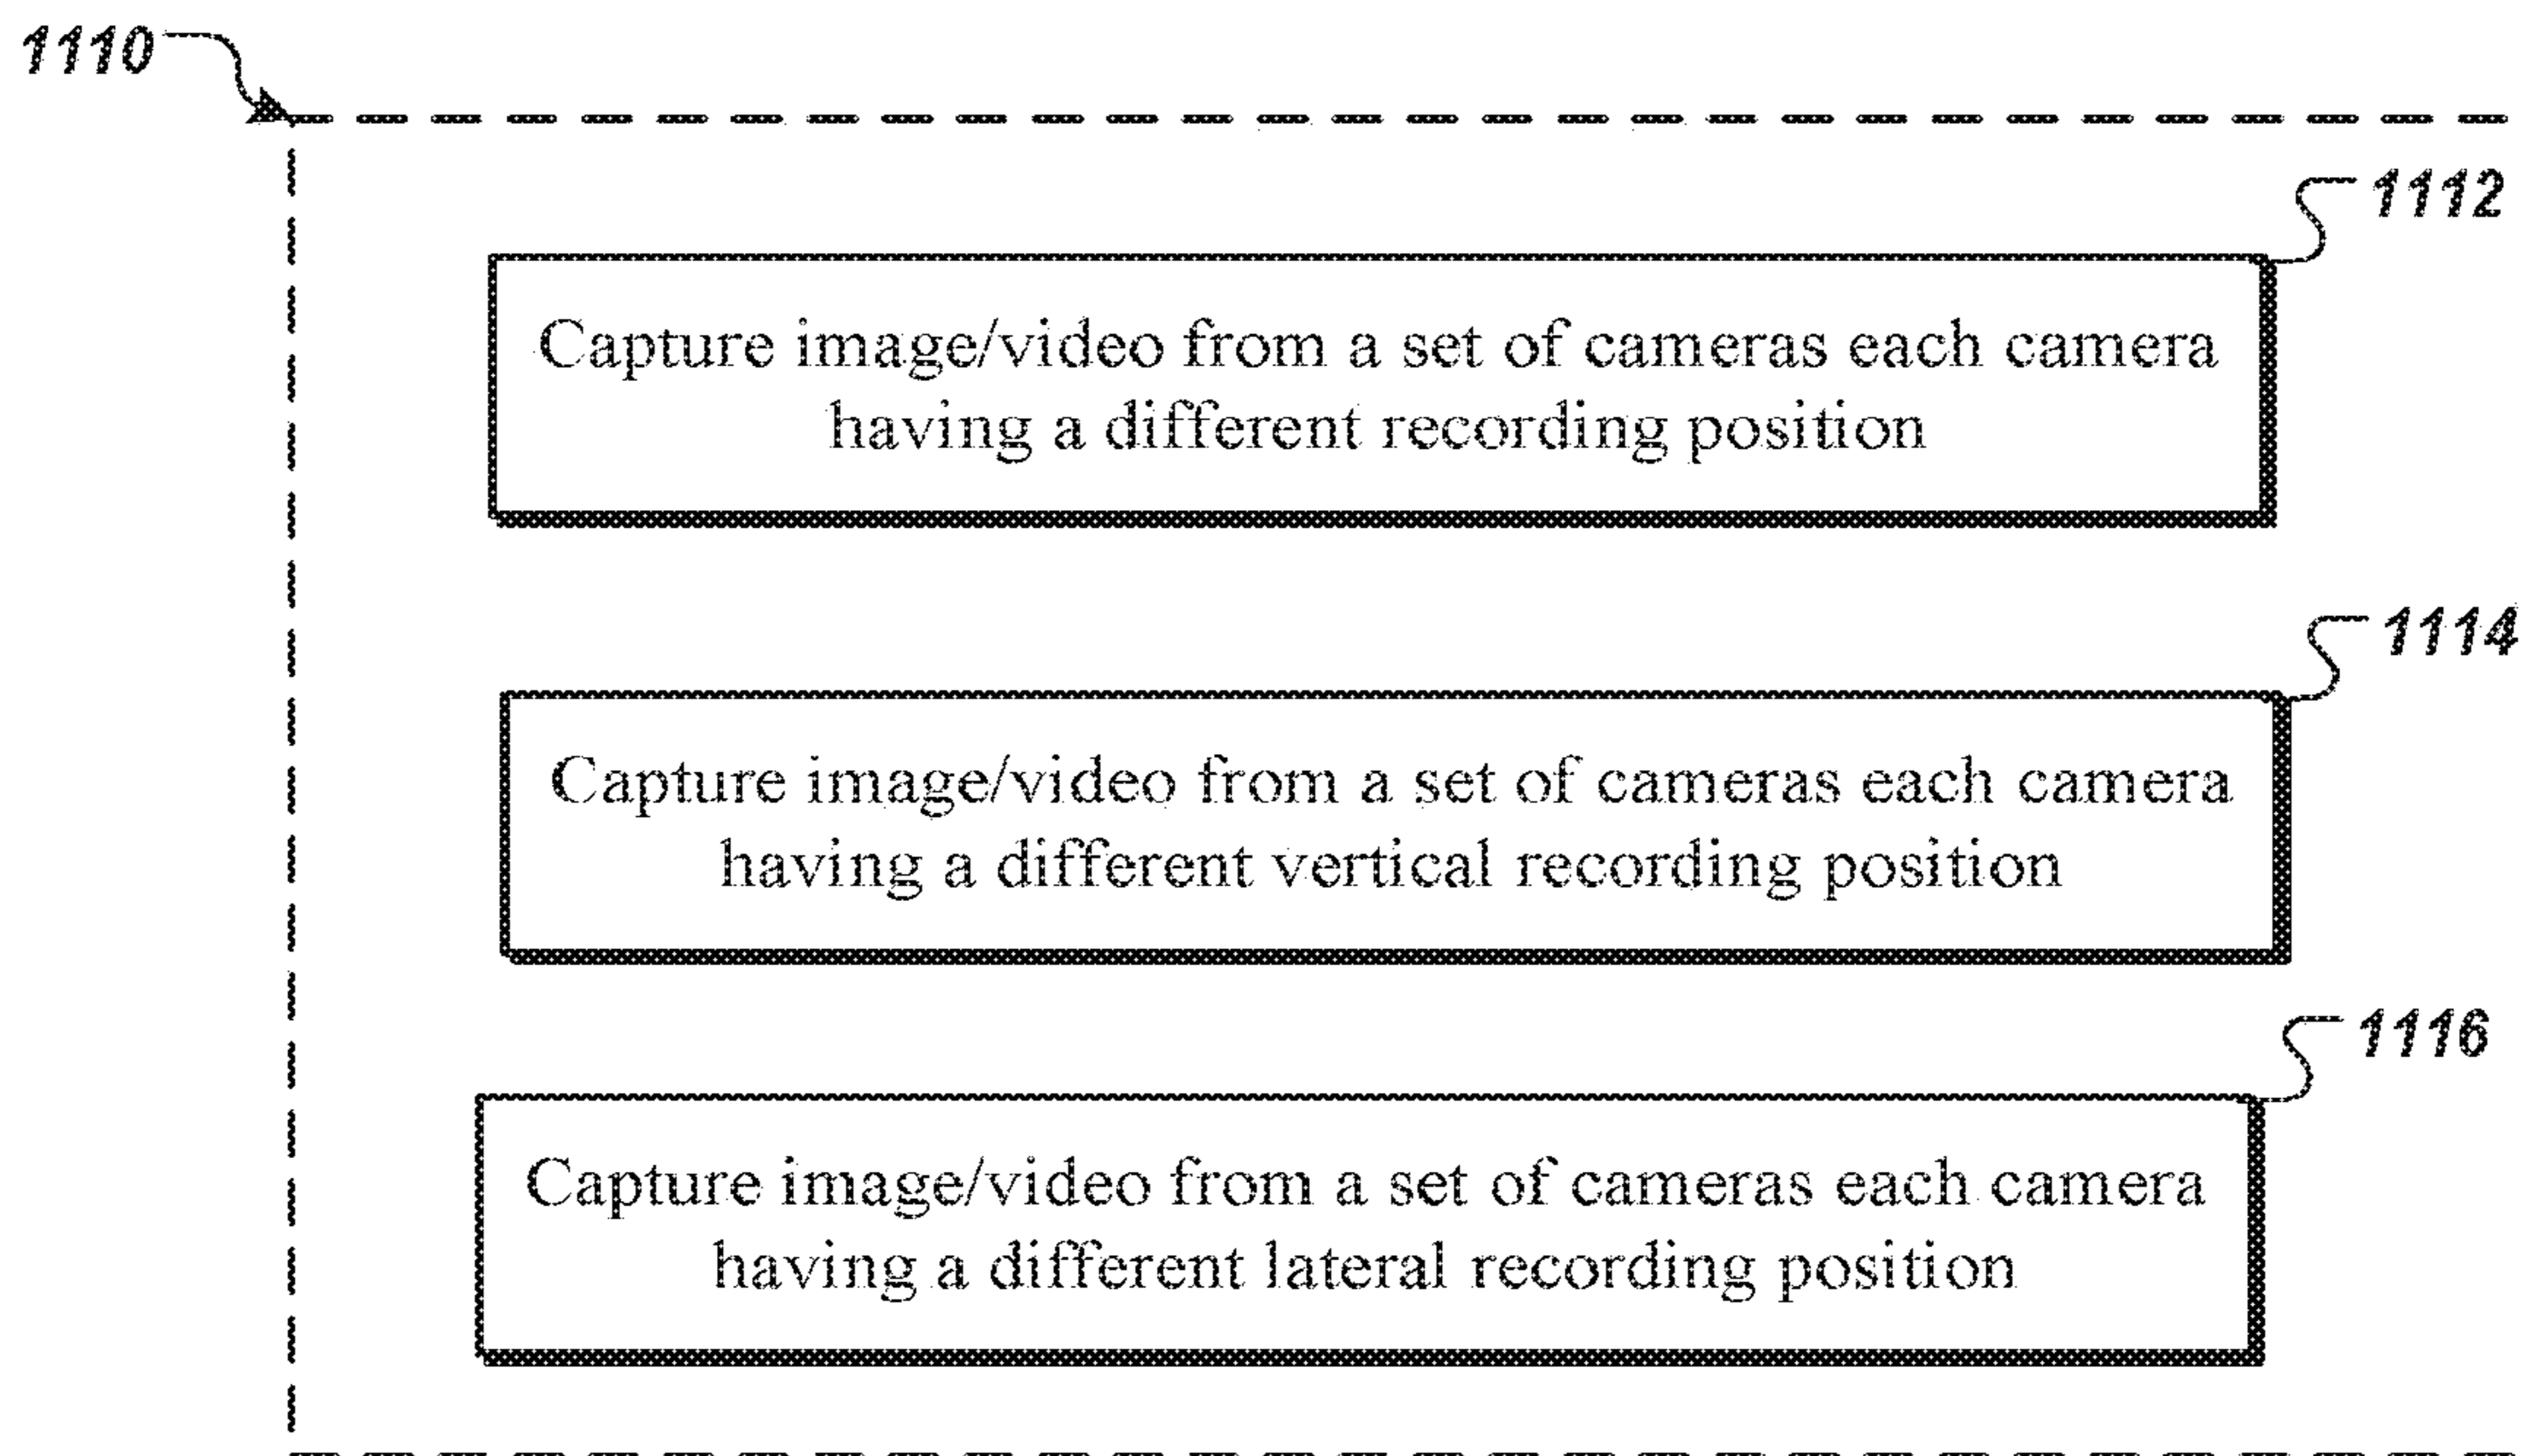 1110
1112
Capture image/video from a set of cameras each camera
having a different recording position
1114
Capture image/video from a set of cameras each camera
having a different vertical recording position
1116
Capture image/video from a set of cameras each camera
having a different lateral recording position